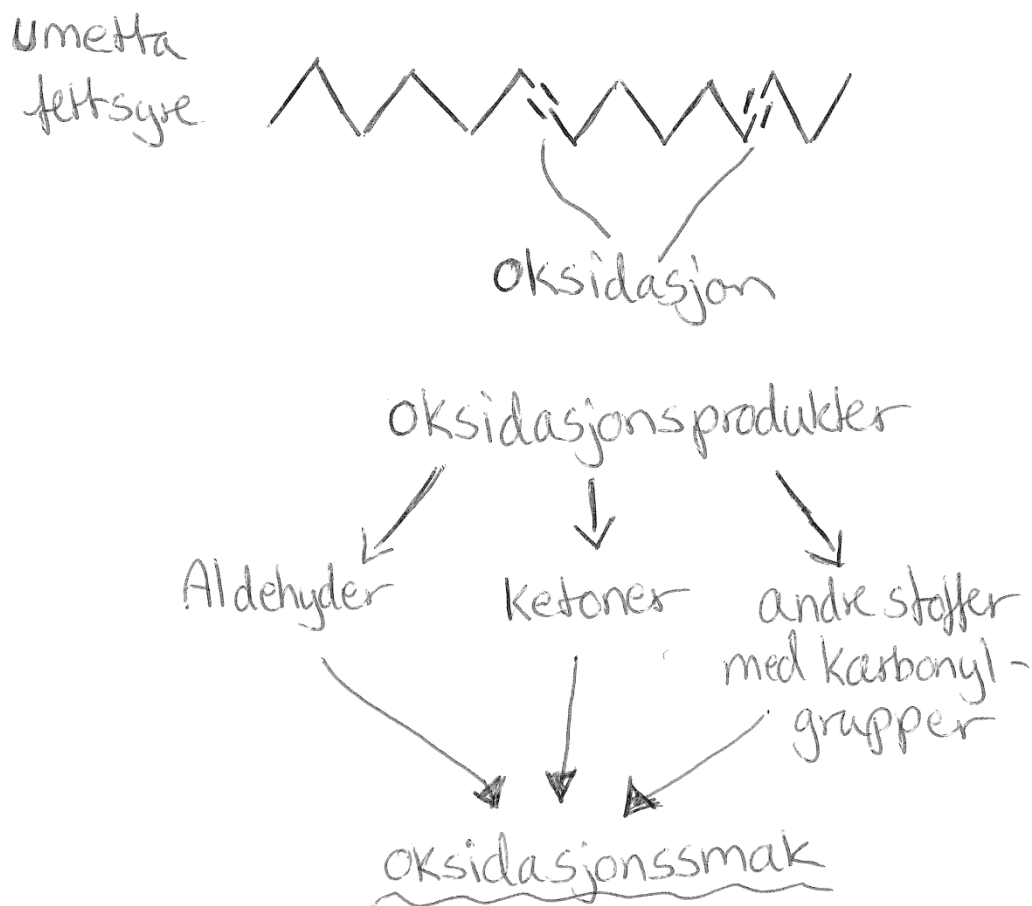 umetta
fettsyre
oksidasjon
oksidasjonsprodukter
Aldehyder
ketoner
andre stoffer
med karbonyl-
grupper
oksidasjonssmak